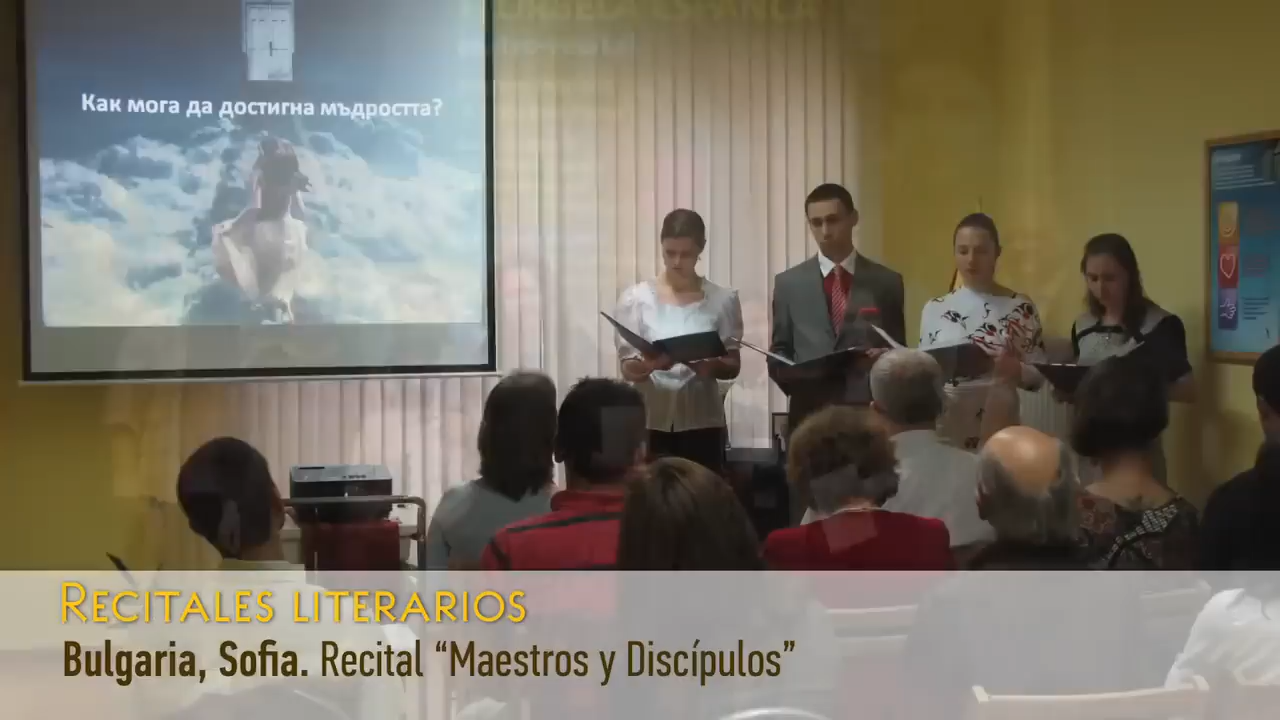 Как мога да достигна мъдростта?
RECITALES LITERARIOS
Bulgaria, Sofia. Recital “Maestros y Discípulos”